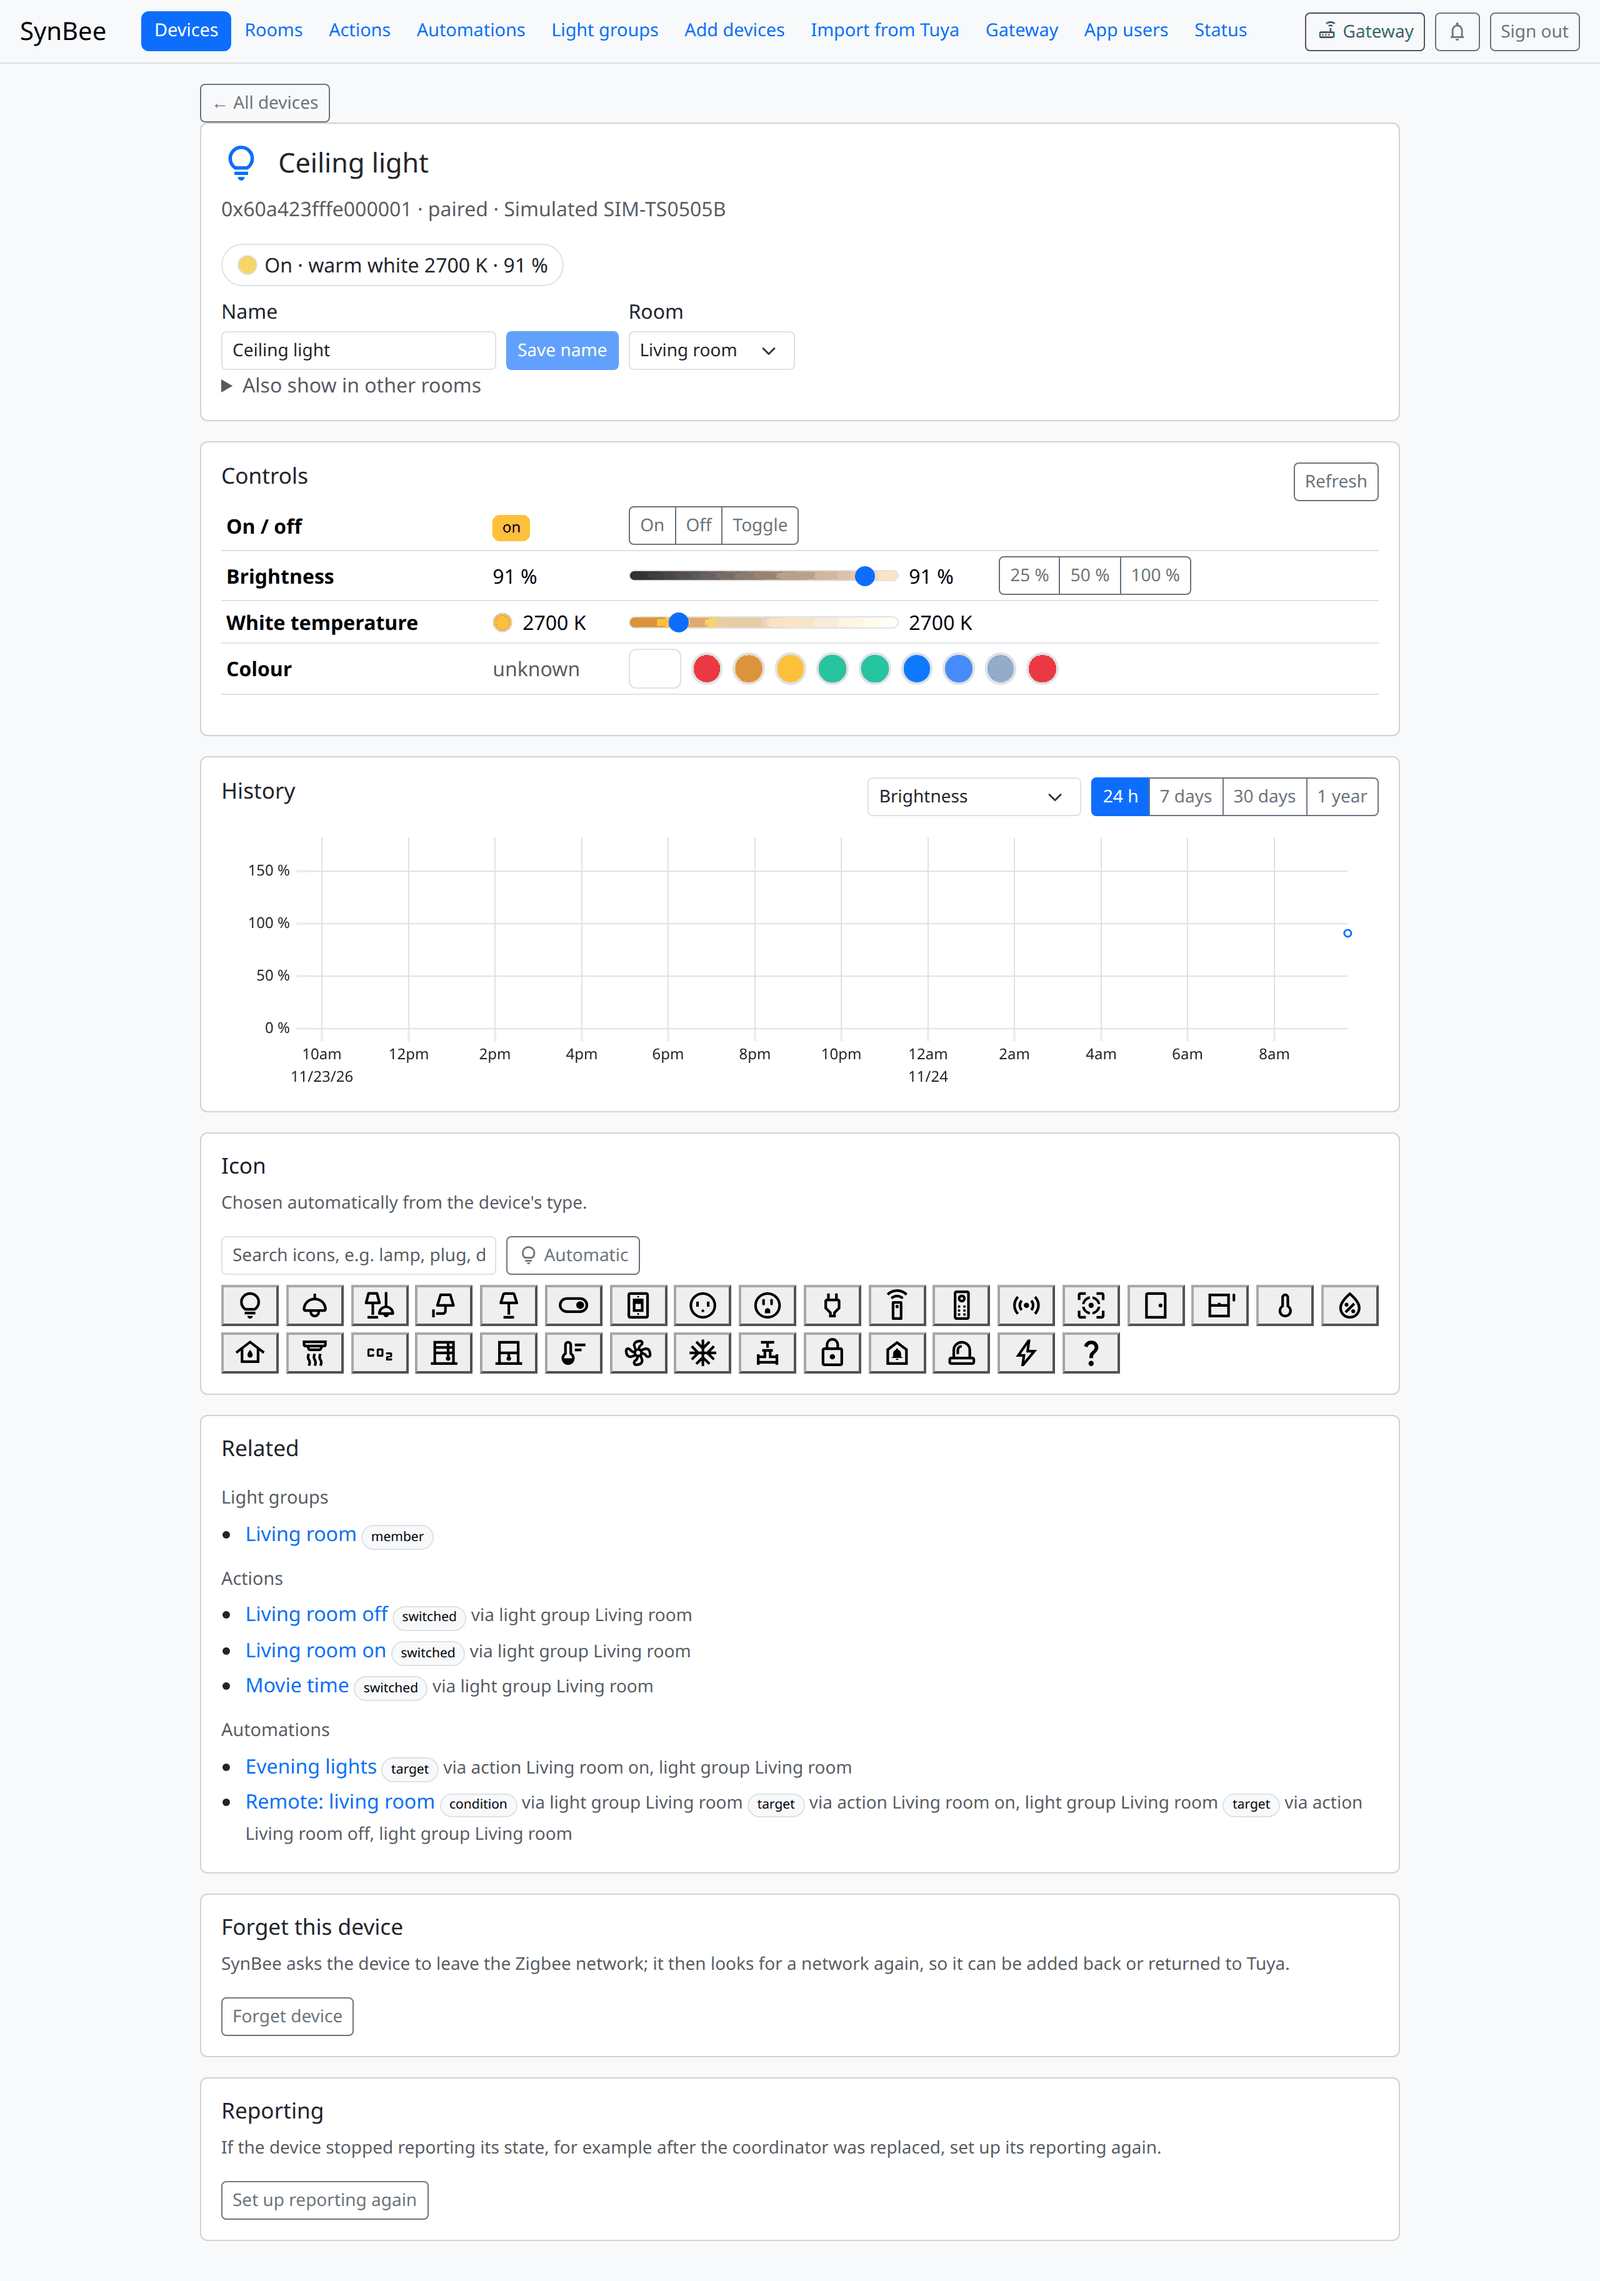 SynBee Devices Rooms Actions Automations Light groups Add devices Import from Tuya Gateway App users Status Gateway Sign out
← All devices
Ceiling light
0x60a423fffe000001 · paired · Simulated SIM-TS0505B
On · warm white 2700 K · 91 %
Name Room
Ceiling light Save name Living room
Also show in other rooms
Controls Refresh
On / off on On Off Toggle
Brightness 91 % 91 % 25 % 50 % 100 %
White temperature 2700 K 2700 K
Colour unknown
History Brightness 24 h 7 days 30 days 1 year
150 %
100 %
50 %
0 %
10am 12pm 2pm 4pm 6pm 8pm 10pm 12am 2am 4am 6am 8am
11/23/26 11/24
Icon
Chosen automatically from the device's type.
Search icons, e.g. lamp, plug, d Automatic
CO2 ?
Related
Light groups
Living room member
Actions
Living room off switched via light group Living room
Living room on switched via light group Living room
Movie time switched via light group Living room
Automations
Evening lights target via action Living room on, light group Living room
Remote: living room condition via light group Living room target via action Living room on, light group Living room target via action
Living room off, light group Living room
Forget this device
SynBee asks the device to leave the Zigbee network; it then looks for a network again, so it can be added back or returned to Tuya.
Forget device
Reporting
If the device stopped reporting its state, for example after the coordinator was replaced, set up its reporting again.
Set up reporting again